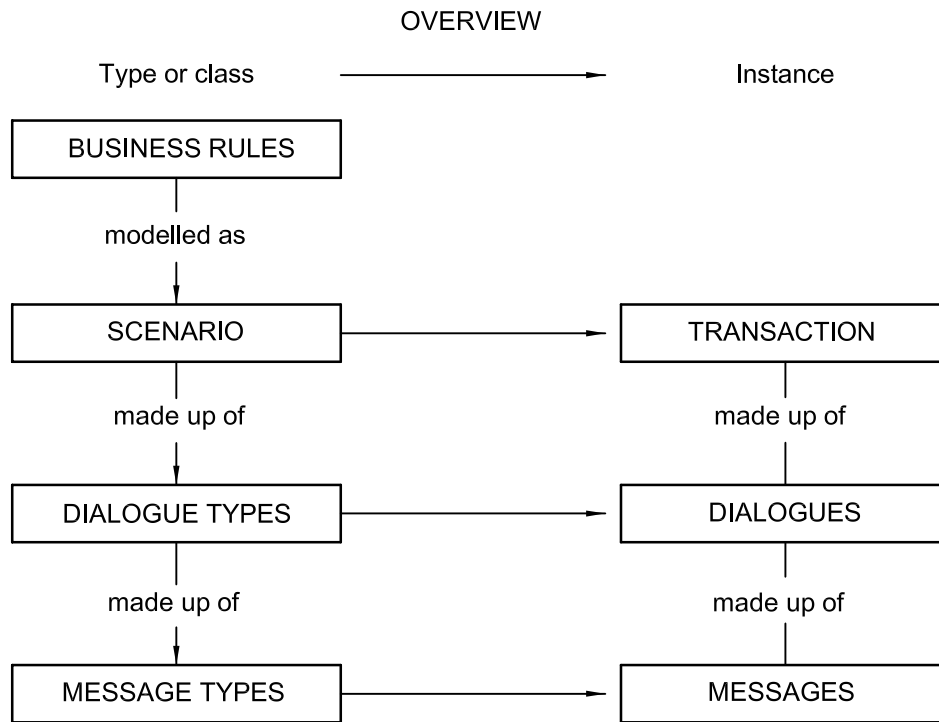 OVERVIEW
Type or class
Instance
BUSINESS RULES
modelled as
SCENARIO
TRANSACTION
made up of
made up of
DIALOGUE TYPES
DIALOGUES
made up of
made up of
MESSAGE TYPES
MESSAGES